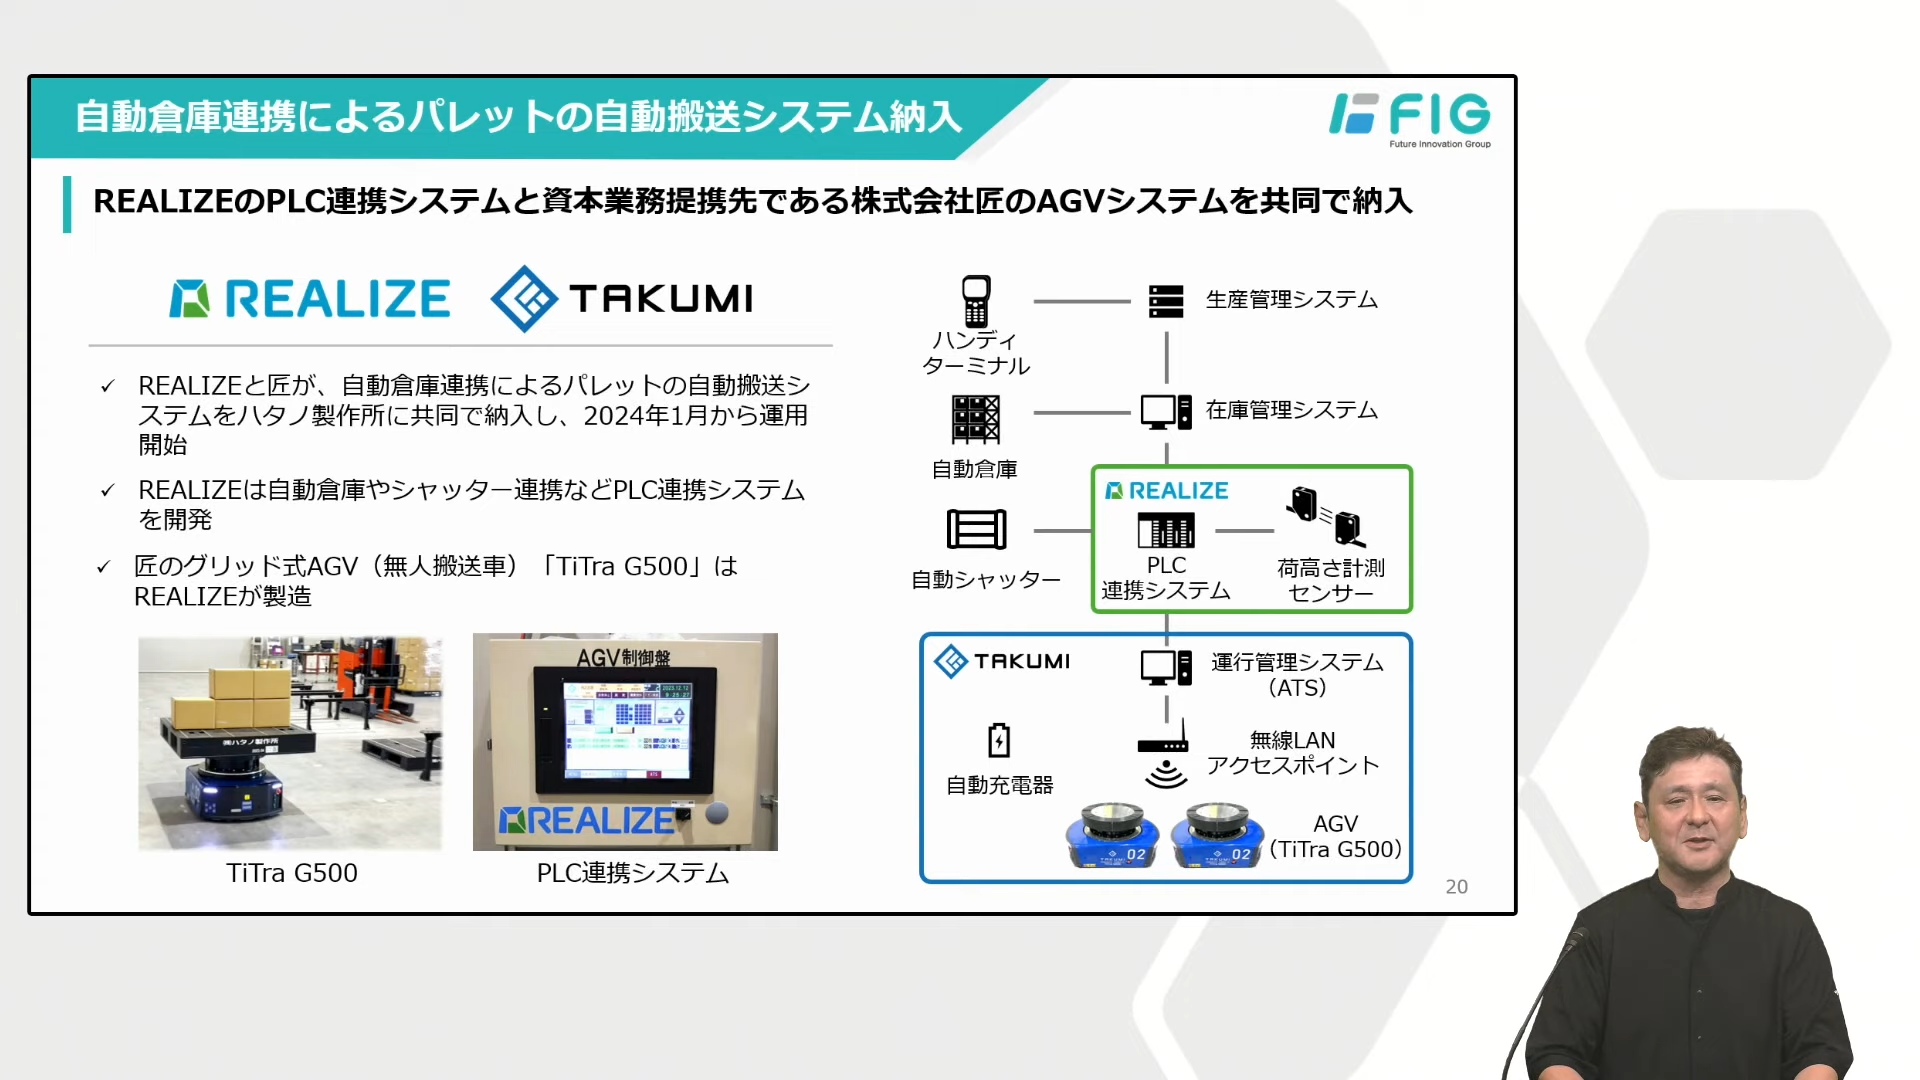 自動倉庫連携によるパレットの自動搬送システム納入
FIG
Future Innovation Group
REALIZEのPLC連携システムと資本業務提携先である株式会社匠のAGVシステムを共同で納入
REALIZE
TAKUMI
✓ REALIZEと匠が、自動倉庫連携によるパレットの自動搬送シ
ステムをハタノ製作所に共同で納入し、2024年1月から運用
開始
✓ REALIZEは自動倉庫やシャッター連携などPLC連携システム
を開発
✓ 匠のグリッド式AGV（無人搬送車）「TiTra G500」は
REALIZEが製造
㈱ハタノ製作所
TiTra G500
AGV制御盤
2023.12.12
REALIZE
PLC連携システム
ハンディ
ターミナル
生産管理システム
自動倉庫
在庫管理システム
自動シャッター
REALIZE
PLC
連携システム
荷高さ計測
センサー
TAKUMI
運行管理システム
（ATS）
自動充電器
無線LAN
アクセスポイント
02
TAKUMI
02
AGV
（TiTra G500）
20